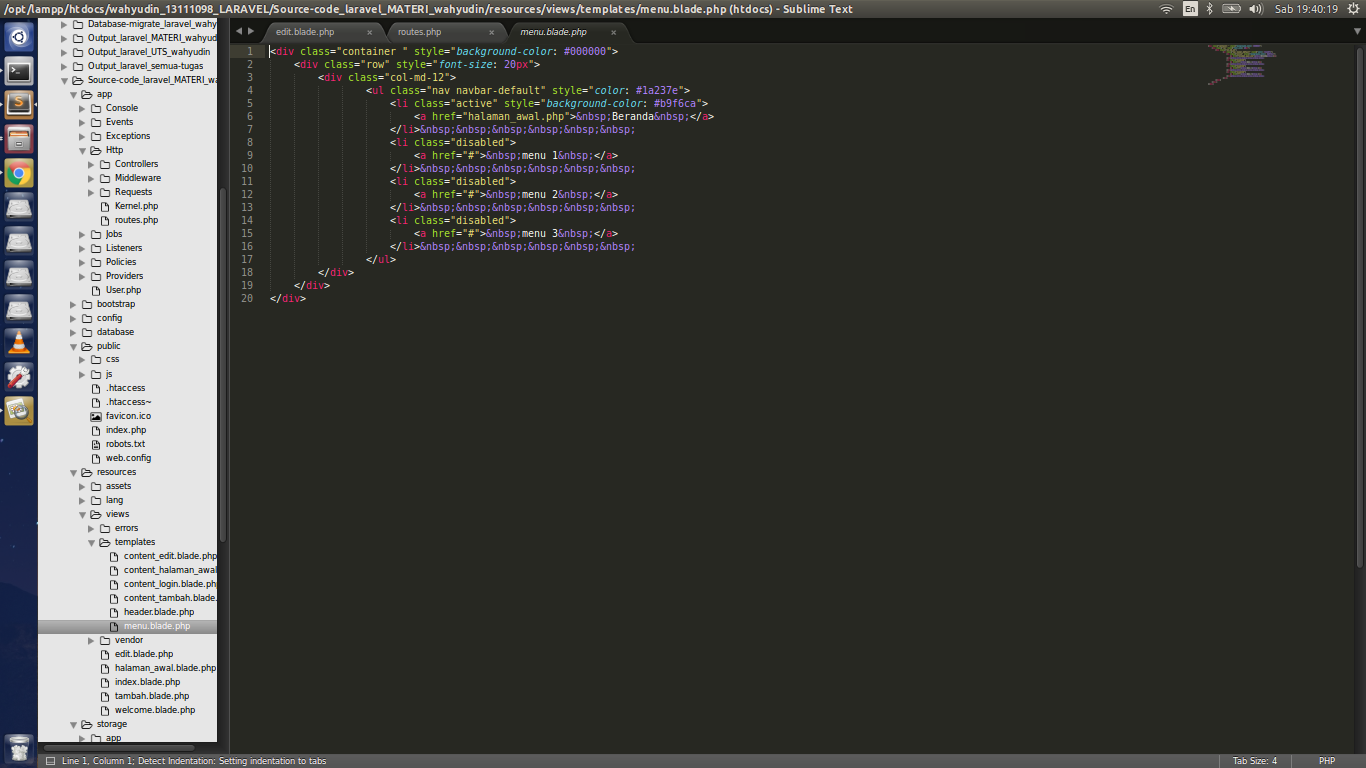 /opt/lampp/htdocs/wahyudin_13111098_LARAVEL/Source-code_laravel_MATERI_wahyudin/resources/views/templates/menu.blade.php (htdocs) - Sublime Text
En
Sab 19:40:19
Database-migrate_laravel_wahy
Output_laravel_MATERI_wahyud
Output_laravel_UTS_wahyudin
Output_laravel_semua-tugas
Source-code_laravel_MATERI_wa
app
Console
Events
Exceptions
Http
Controllers
Middleware
Requests
Kernel.php
routes.php
Jobs
Listeners
Policies
Providers
User.php
bootstrap
config
database
public
css
js
.htaccess
.htaccess~
favicon.ico
index.php
robots.txt
web.config
resources
assets
lang
views
errors
templates
content_edit.blade.php
content_halaman_awal
content_login.blade.ph
content_tambah.blade.
header.blade.php
menu.blade.php
vendor
edit.blade.php
halaman_awal.blade.php
index.blade.php
tambah.blade.php
welcome.blade.php
storage
app
edit.blade.php × routes.php × menu.blade.php ×
1 <div class="container " style="background-color: #000000">
2 <div class="row" style="font-size: 20px">
3 <div class="col-md-12">
4 <ul class="nav navbar-default" style="color: #1a237e">
5 <li class="active" style="background-color: #b9f6ca">
6 <a href="halaman_awal.php">&nbsp;Beranda&nbsp;</a>
7 </li>&nbsp;&nbsp;&nbsp;&nbsp;&nbsp;&nbsp;
8 <li class="disabled">
9 <a href="#">&nbsp;menu 1&nbsp;</a>
10 </li>&nbsp;&nbsp;&nbsp;&nbsp;&nbsp;&nbsp;
11 <li class="disabled">
12 <a href="#">&nbsp;menu 2&nbsp;</a>
13 </li>&nbsp;&nbsp;&nbsp;&nbsp;&nbsp;&nbsp;
14 <li class="disabled">
15 <a href="#">&nbsp;menu 3&nbsp;</a>
16 </li>&nbsp;&nbsp;&nbsp;&nbsp;&nbsp;&nbsp;
17 </ul>
18 </div>
19 </div>
20 </div>
Line 1, Column 1; Detect Indentation: Setting indentation to tabs
Tab Size: 4
PHP